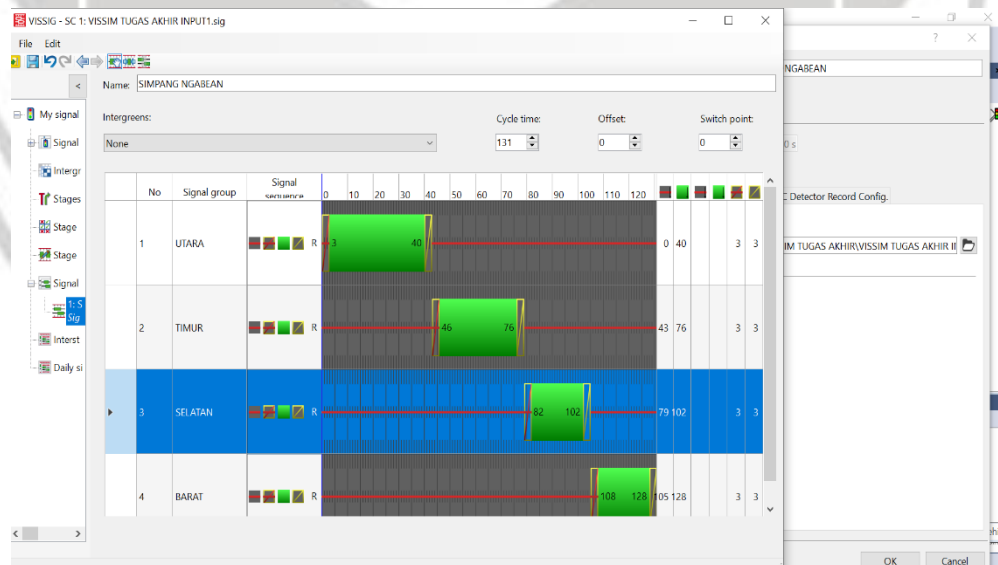 VISSIG - SC 1: VISSIM TUGAS AKHIR INPUT1.sig
File Edit
Name: SIMPANG NGABEAN
NGABEAN
My signal
Intergreens:
Cycle time:
Offset:
Switch point:
None
131
0
0
0 s
Signal
Intergr
Stages
Stage
Stage
Signal
1: S
Sig
Interst
Daily si
No Signal group Signal sequence 0 10 20 30 40 50 60 70 80 90 100 110 120
C Detector Record Config.
1 UTARA R 3 40 0 40 3 3
IM TUGAS AKHIR\VISSIM TUGAS AKHIR II
2 TIMUR R 46 76 43 76 3 3
3 SELATAN R 82 102 79 102 3 3
4 BARAT R 108 128 105 128 3 3
OK Cancel